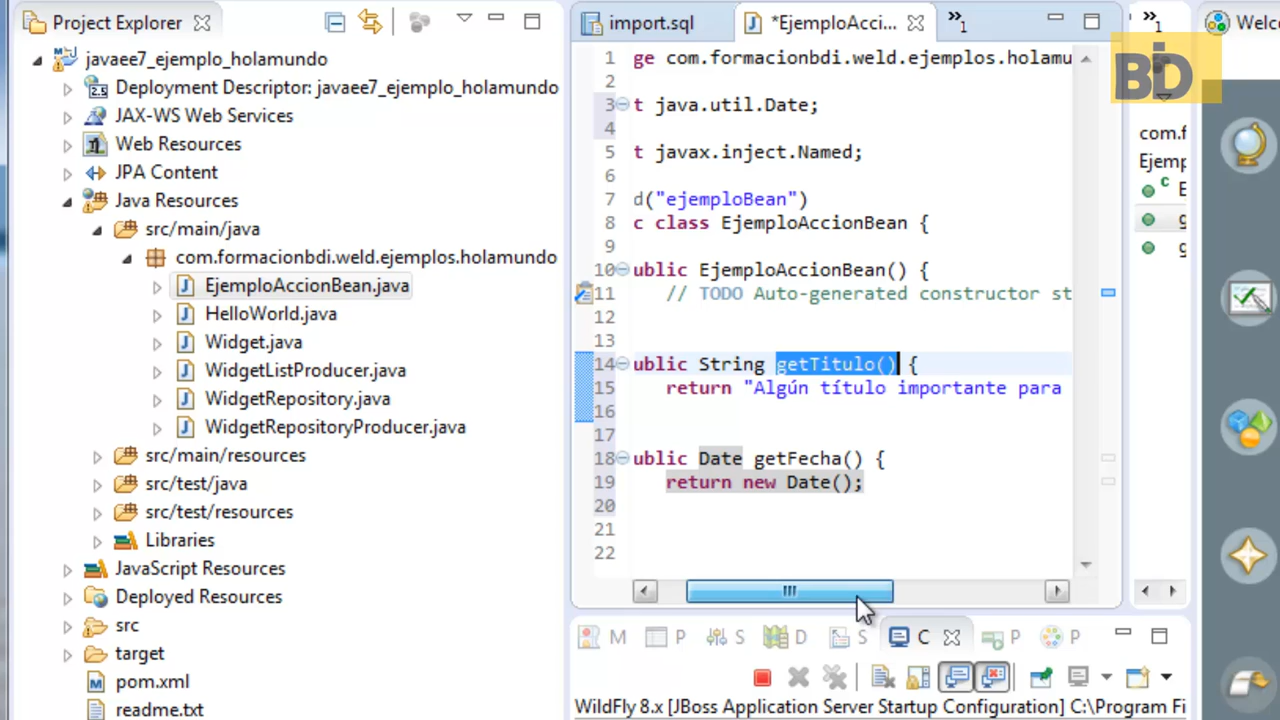 Project Explorer
import.sql
*EjemploAcci...
»1
»1
Welc
BD
javaee7_ejemplo_holamundo
Deployment Descriptor: javaee7_ejemplo_holamundo
JAX-WS Web Services
Web Resources
JPA Content
Java Resources
src/main/java
com.formacionbdi.weld.ejemplos.holamundo
EjemploAccionBean.java
HelloWorld.java
Widget.java
WidgetListProducer.java
WidgetRepository.java
WidgetRepositoryProducer.java
src/main/resources
src/test/java
src/test/resources
Libraries
JavaScript Resources
Deployed Resources
src
target
pom.xml
readme.txt
1 ge com.formacionbdi.weld.ejemplos.holamu
2
3 t java.util.Date;
4
5 t javax.inject.Named;
6
7 d("ejemploBean")
8 c class EjemploAccionBean {
9
10 ublic EjemploAccionBean() {
11 // TODO Auto-generated constructor st
12
13
14 ublic String getTitulo() {
15 return "Algún título importante para
16
17
18 ublic Date getFecha() {
19 return new Date();
20
21
22
com.f
Ejemp
E
g
g
M P S D S C P P
WildFly 8.x [JBoss Application Server Startup Configuration] C:\Program Fi